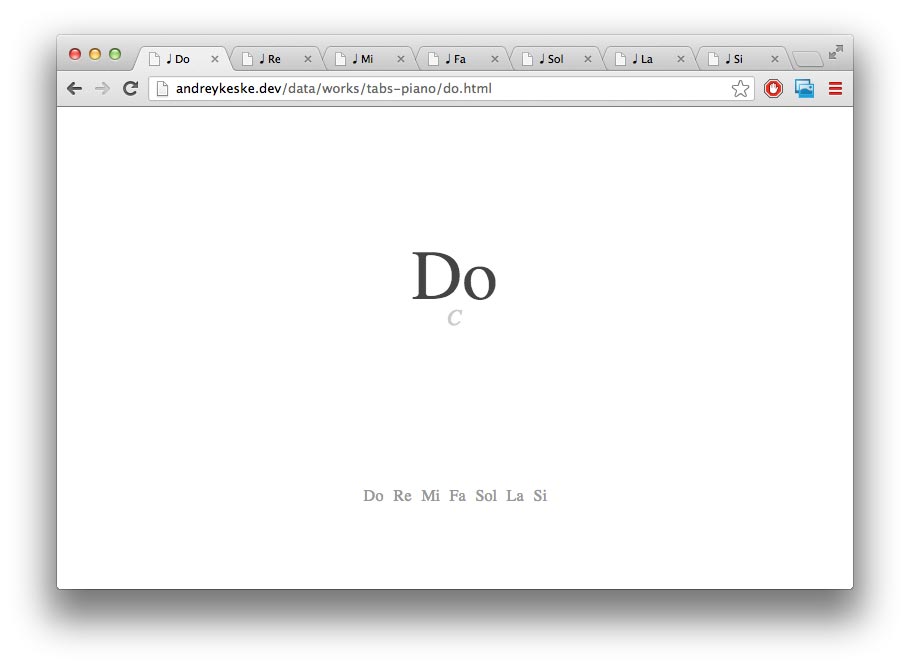 ♩ Do ♩ Re ♩ Mi ♩ Fa ♩ Sol ♩ La ♩ Si
andreykeske.dev/data/works/tabs-piano/do.html
Do
C
Do Re Mi Fa Sol La Si